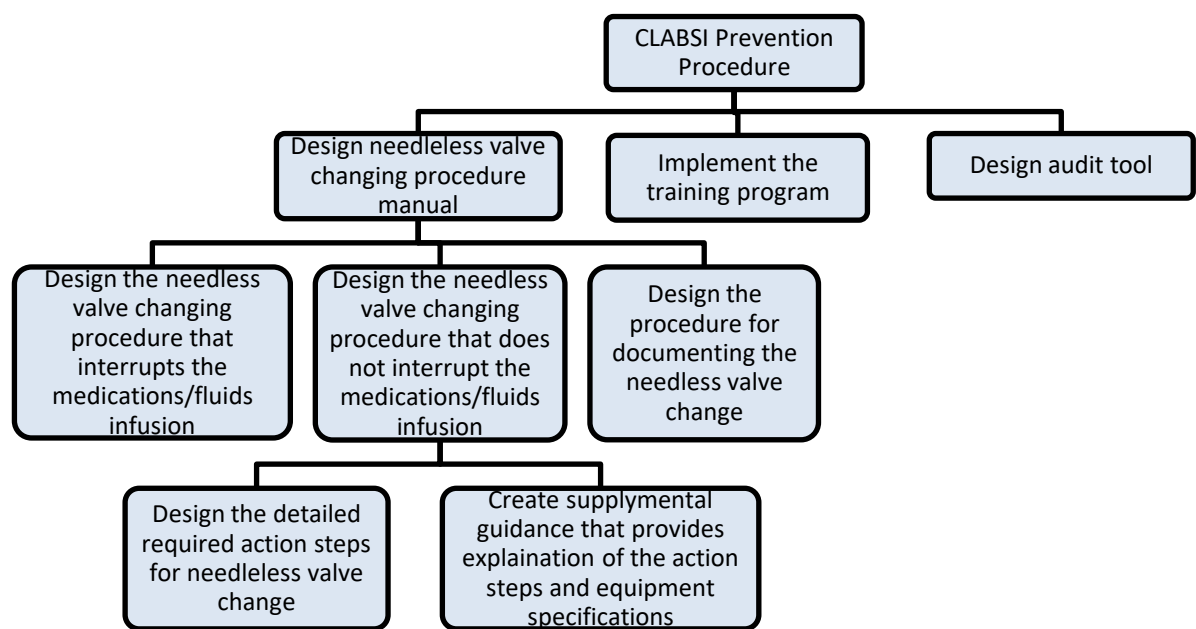 CLABSI Prevention
Procedure
Design needleless valve
changing procedure
manual
Implement the
training program
Design audit tool
Design the needless
valve changing
procedure that
interrupts the
medications/fluids
infusion
Design the needless
valve changing
procedure that does
not interrupt the
medications/fluids
infusion
Design the
procedure for
documenting the
needless valve
change
Design the detailed
required action steps
for needleless valve
change
Create supplymental
guidance that provides
explaination of the action
steps and equipment
specifications